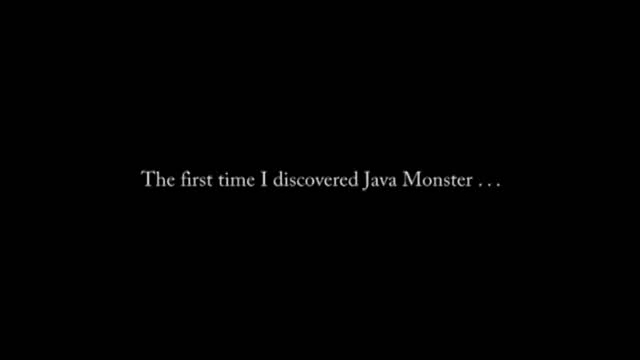 The first time I discovered Java Monster . . .